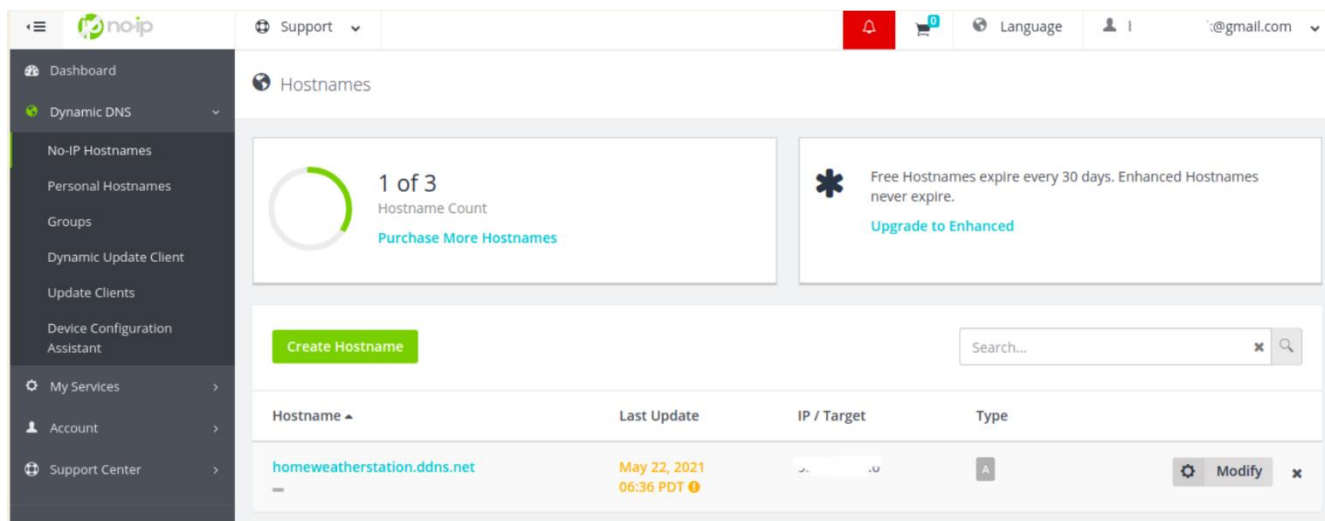 no-ip
Support
0
Language
@gmail.com
Dashboard
Dynamic DNS
No-IP Hostnames
Personal Hostnames
Groups
Dynamic Update Client
Update Clients
Device Configuration
Assistant
My Services
Account
Support Center
Hostnames
1 of 3
Hostname Count
Purchase More Hostnames
Free Hostnames expire every 30 days. Enhanced Hostnames
never expire.
Upgrade to Enhanced
Create Hostname
Search...
Hostname Last Update IP / Target Type
homeweatherstation.ddns.net May 22, 2021 A Modify
06:36 PDT